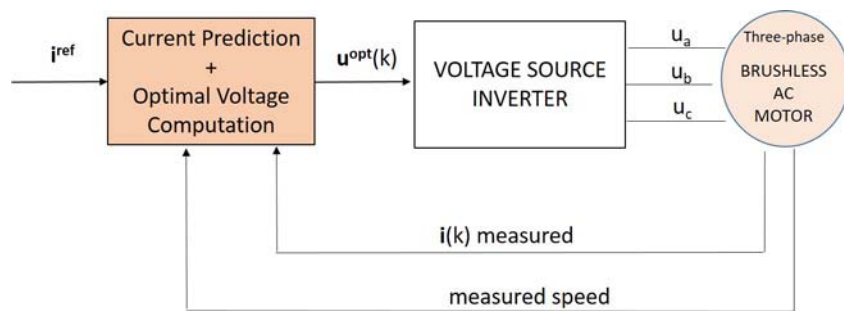 i^ref
Current Prediction
+
Optimal Voltage
Computation
u^opt(k)
VOLTAGE SOURCE
INVERTER
u_a
u_b
u_c
Three-phase
BRUSHLESS
AC
MOTOR
i(k) measured
measured speed